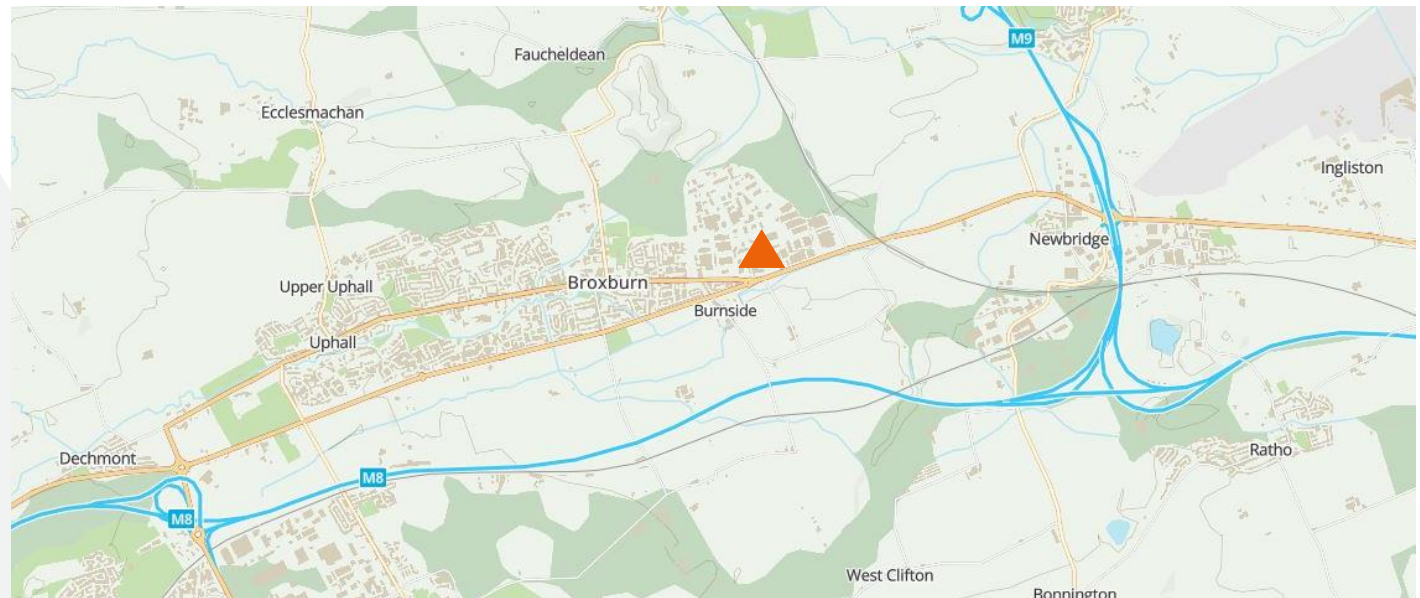 M9
Faucheldean
Ecclesmachan
Ingliston
Newbridge
Upper Uphall
Broxburn
Burnside
Uphall
Dechmont
Ratho
M8
M8
West Clifton
Bonnington